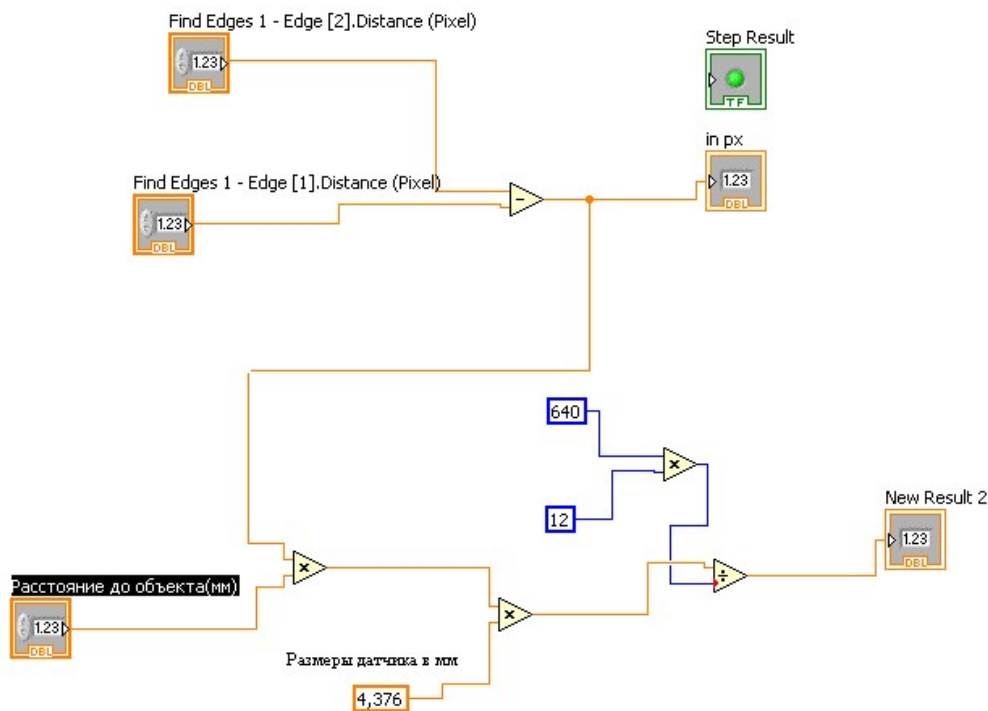 Find Edges 1 - Edge [2].Distance (Pixel)
1.23
DBL
Step Result
TF
in px
1.23
DBL
Find Edges 1 - Edge [1].Distance (Pixel)
1.23
DBL
-
640
x
12
New Result 2
1.23
DBL
x
÷
Расстояние до объекта(мм)
1.23
DBL
x
Размеры датчика в мм
4,376